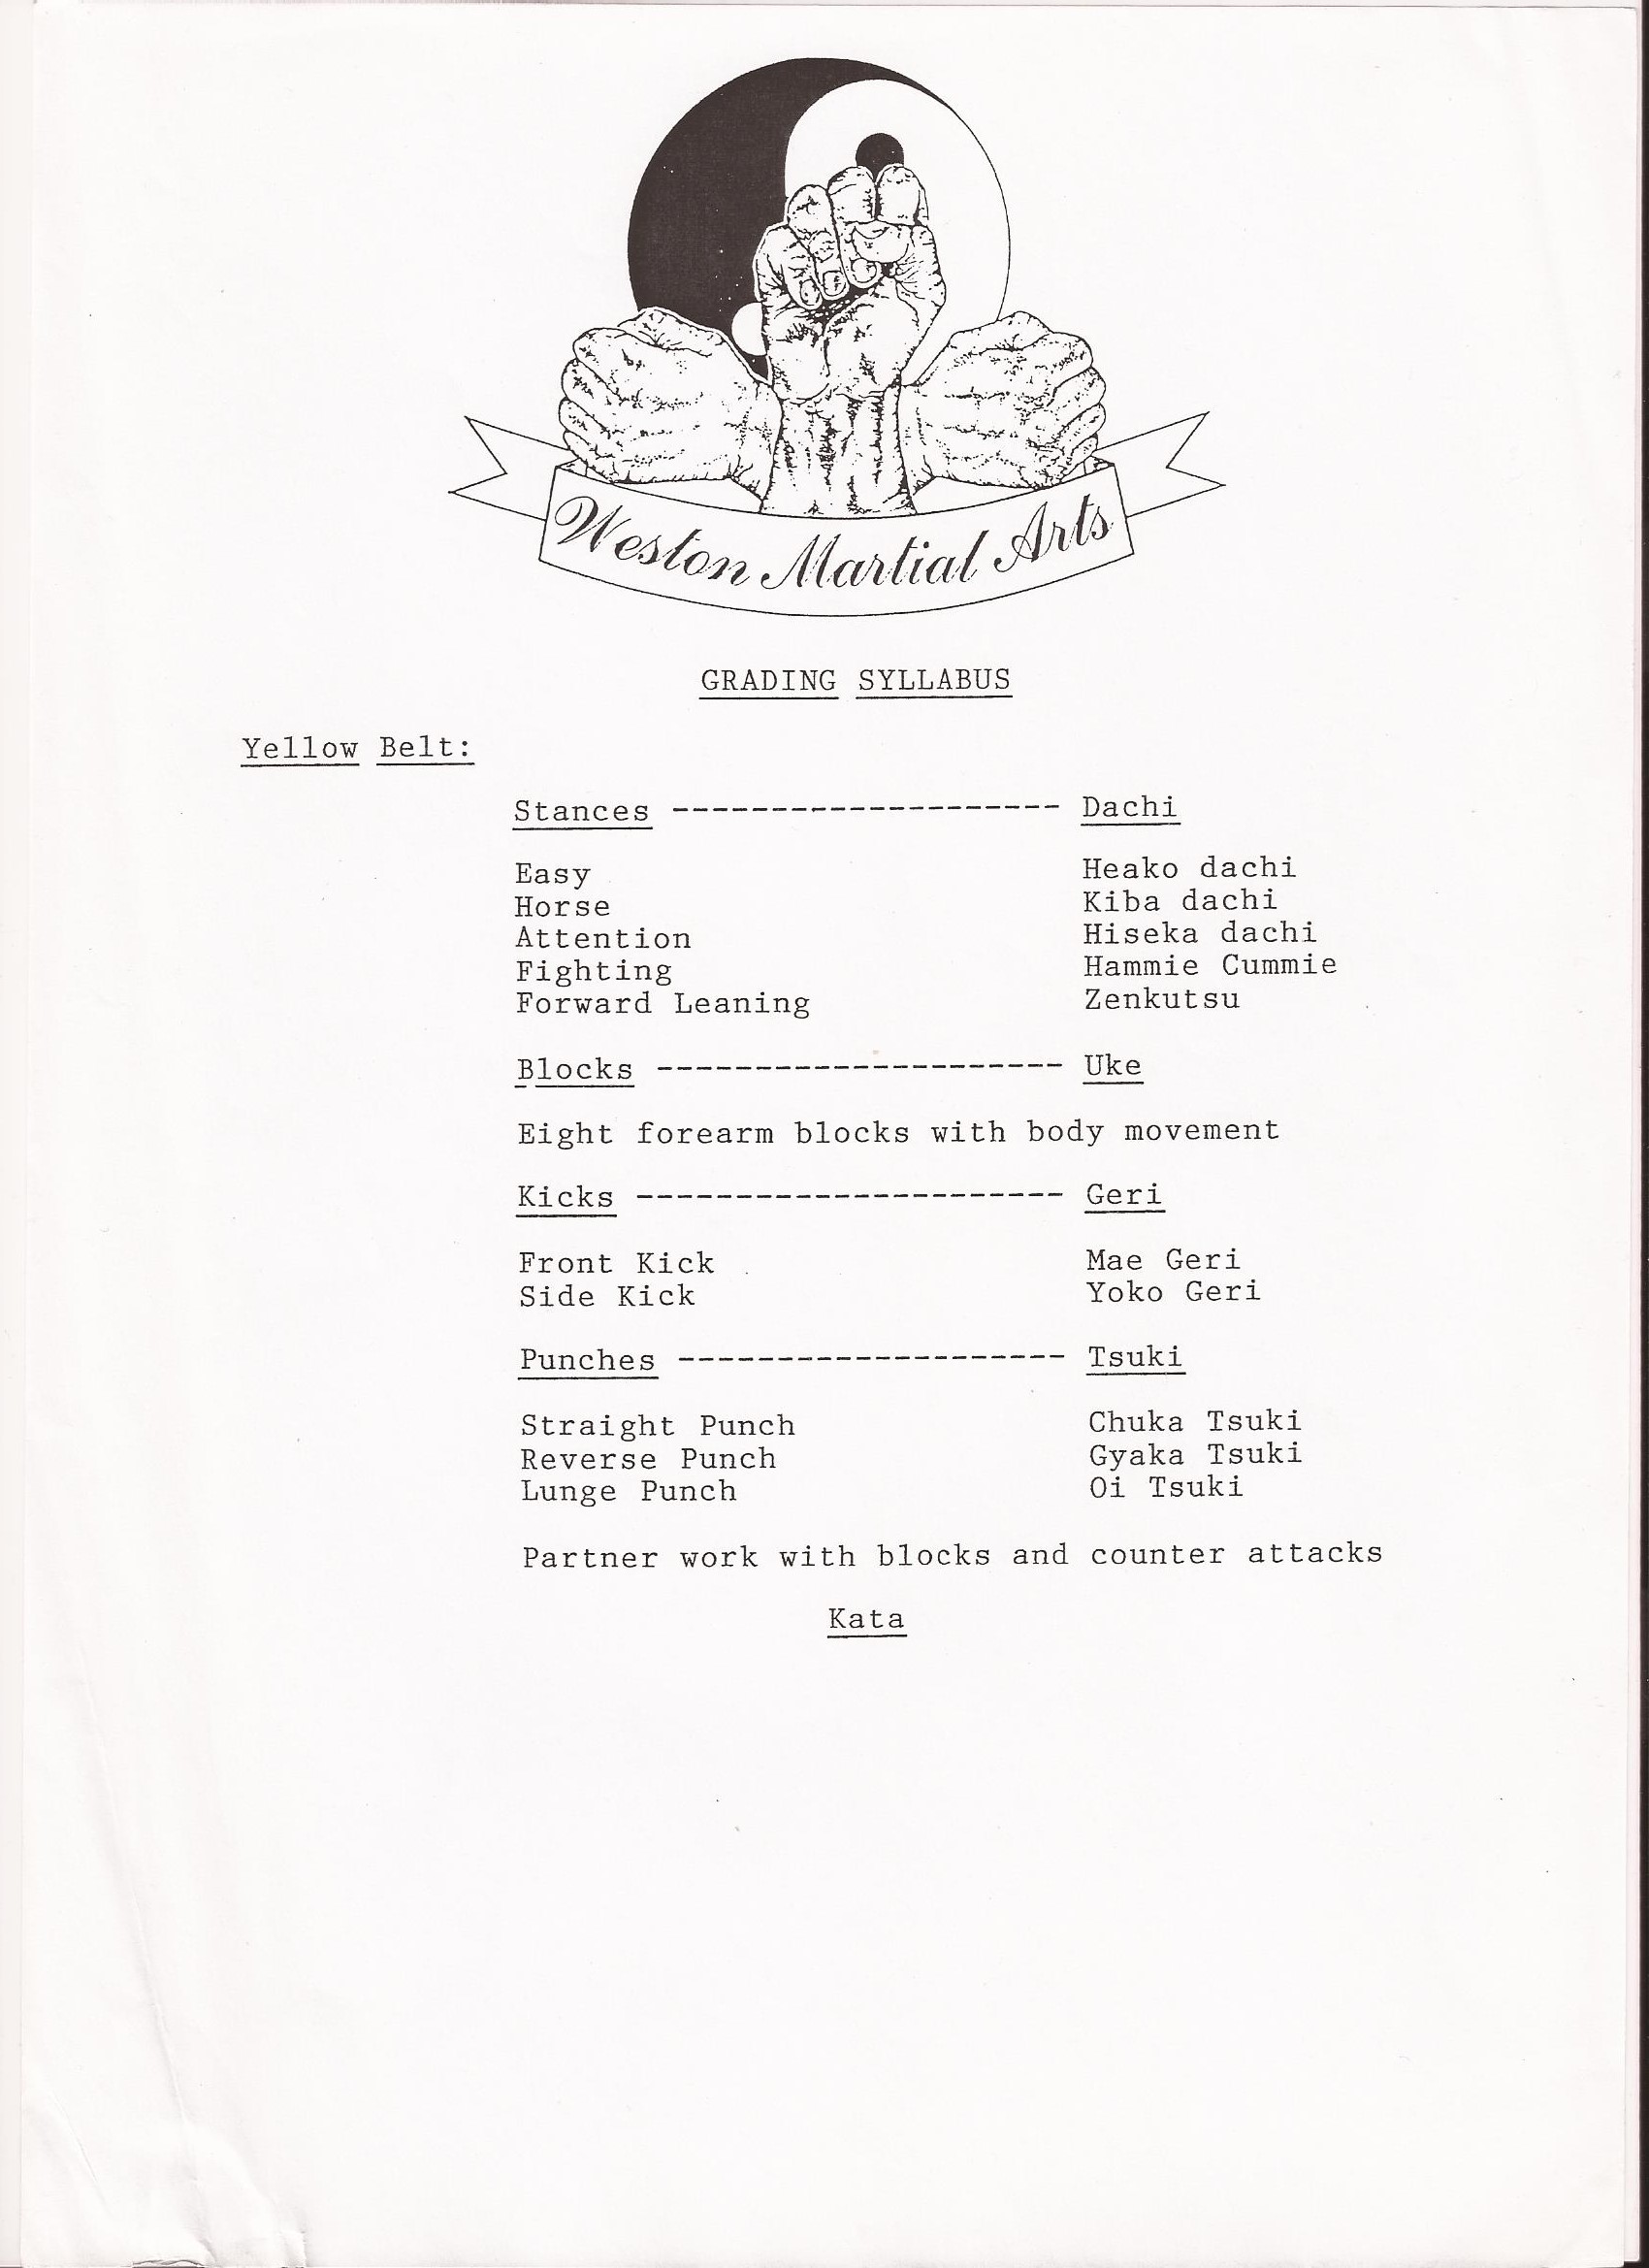 Weston Martial Arts
GRADING SYLLABUS
Yellow Belt:
Stances -------------------- Dachi
Easy Heako dachi
Horse Kiba dachi
Attention Hiseka dachi
Fighting Hammie Cummie
Forward Leaning Zenkutsu
Blocks --------------------- Uke
Eight forearm blocks with body movement
Kicks ---------------------- Geri
Front Kick Mae Geri
Side Kick Yoko Geri
Punches -------------------- Tsuki
Straight Punch Chuka Tsuki
Reverse Punch Gyaka Tsuki
Lunge Punch Oi Tsuki
Partner work with blocks and counter attacks
Kata